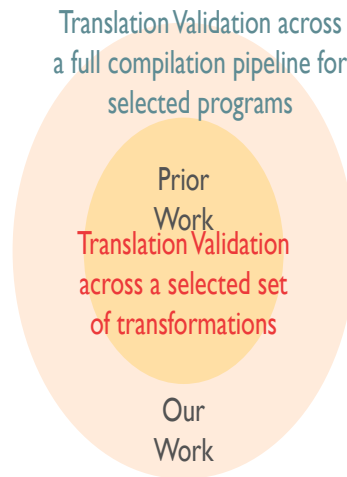 Translation Validation across
a full compilation pipeline for
selected programs
Prior
Work
Translation Validation
across a selected set
of transformations
Our
Work